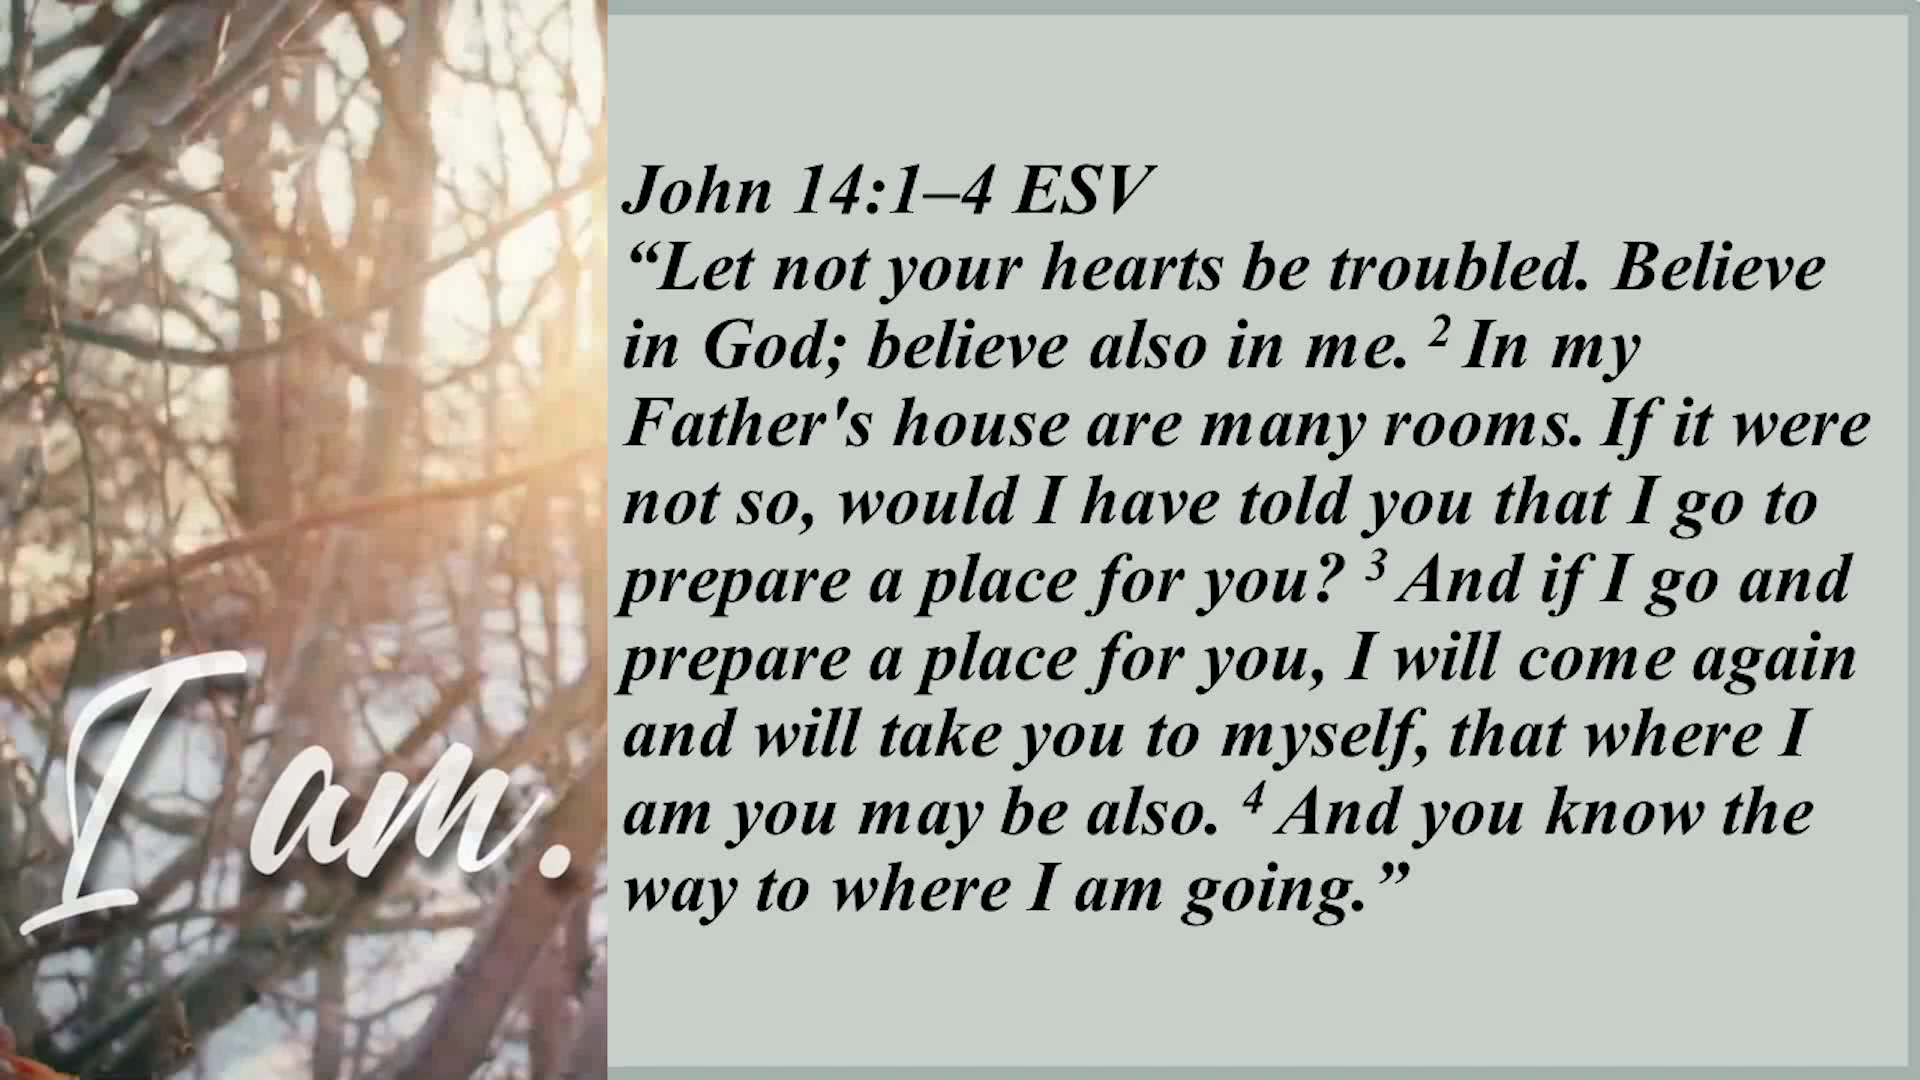 I am.
John 14:1–4 ESV
“Let not your hearts be troubled. Believe
in God; believe also in me. ² In my
Father's house are many rooms. If it were
not so, would I have told you that I go to
prepare a place for you? ³ And if I go and
prepare a place for you, I will come again
and will take you to myself, that where I
am you may be also. ⁴ And you know the
way to where I am going.”